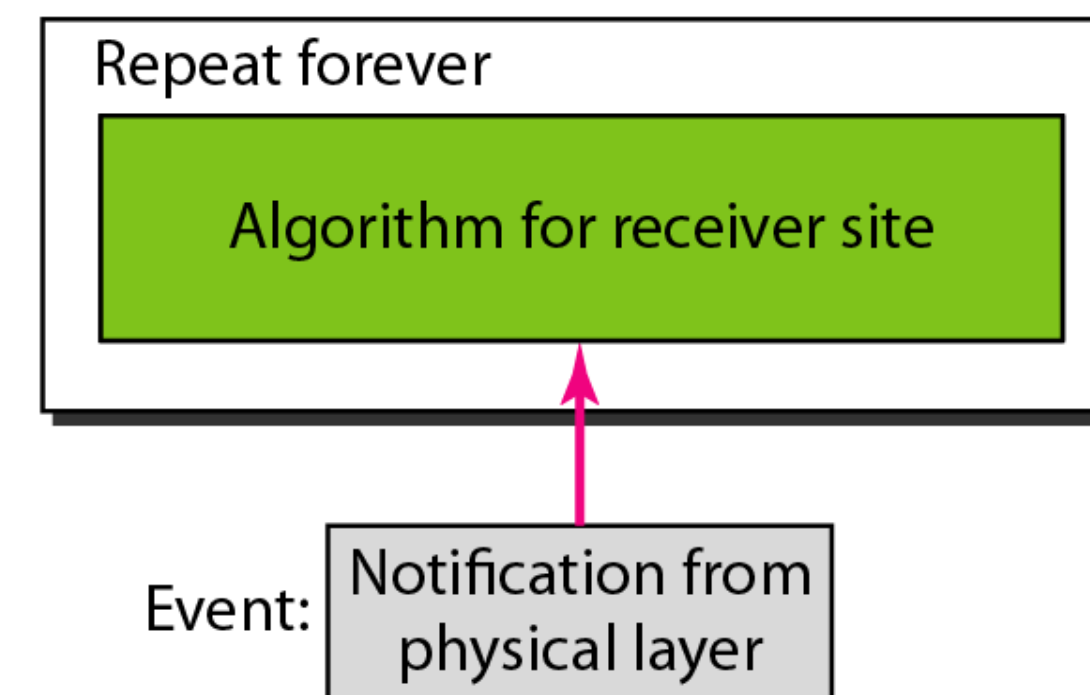 Repeat forever
Algorithm for receiver site
Event:
Notification from
physical layer